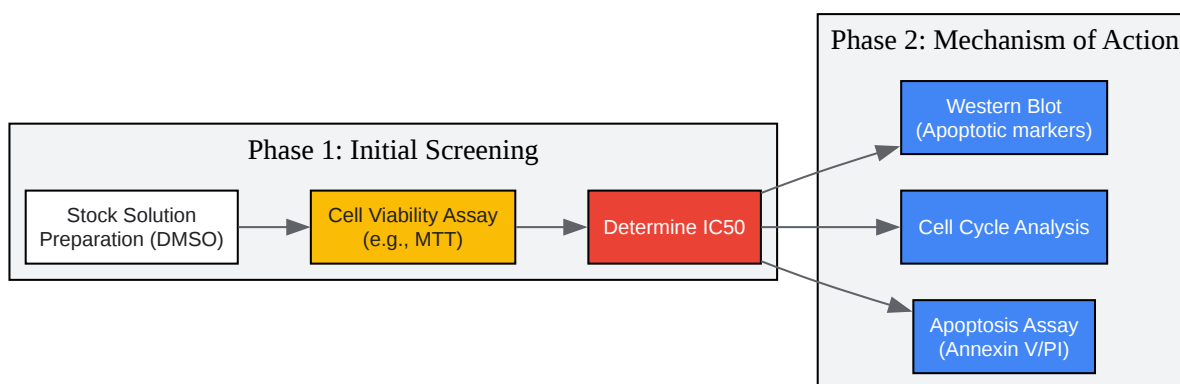 Phase 1: Initial Screening
Stock Solution
Preparation (DMSO)
Cell Viability Assay
(e.g., MTT)
Determine IC50
Phase 2: Mechanism of Action
Western Blot
(Apoptotic markers)
Cell Cycle Analysis
Apoptosis Assay
(Annexin V/PI)